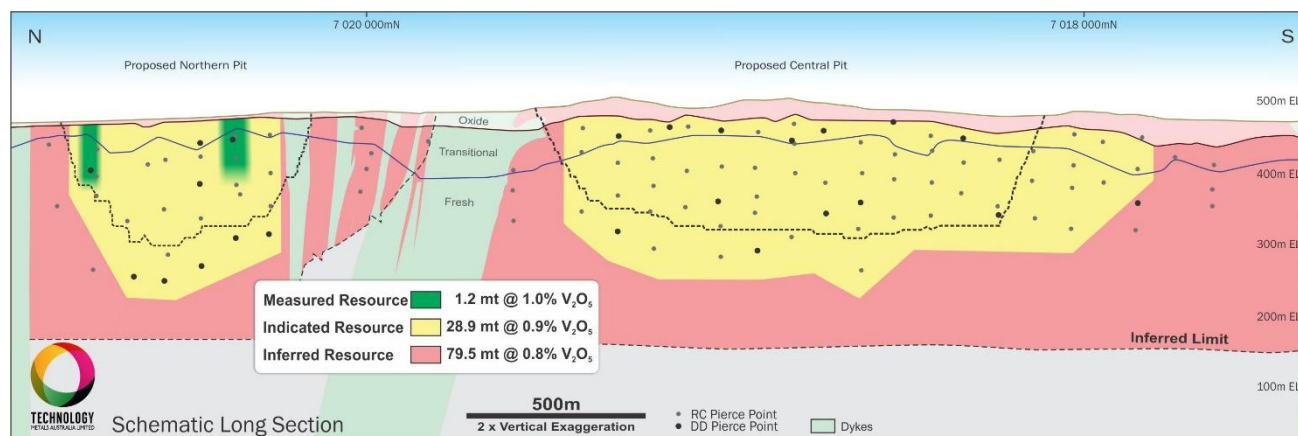 7 020 000mN
7 018 000mN
N
S
Proposed Northern Pit
Proposed Central Pit
500m EL
Oxide
Transitional
400m EL
Fresh
300m EL
Measured Resource 1.2 mt @ 1.0% V₂O₅
Indicated Resource 28.9 mt @ 0.9% V₂O₅
Inferred Resource 79.5 mt @ 0.8% V₂O₅
200m EL
Inferred Limit
100m EL
TECHNOLOGY
METALS AUSTRALIA LIMITED
Schematic Long Section
500m
2 x Vertical Exaggeration
RC Pierce Point
DD Pierce Point
Dykes